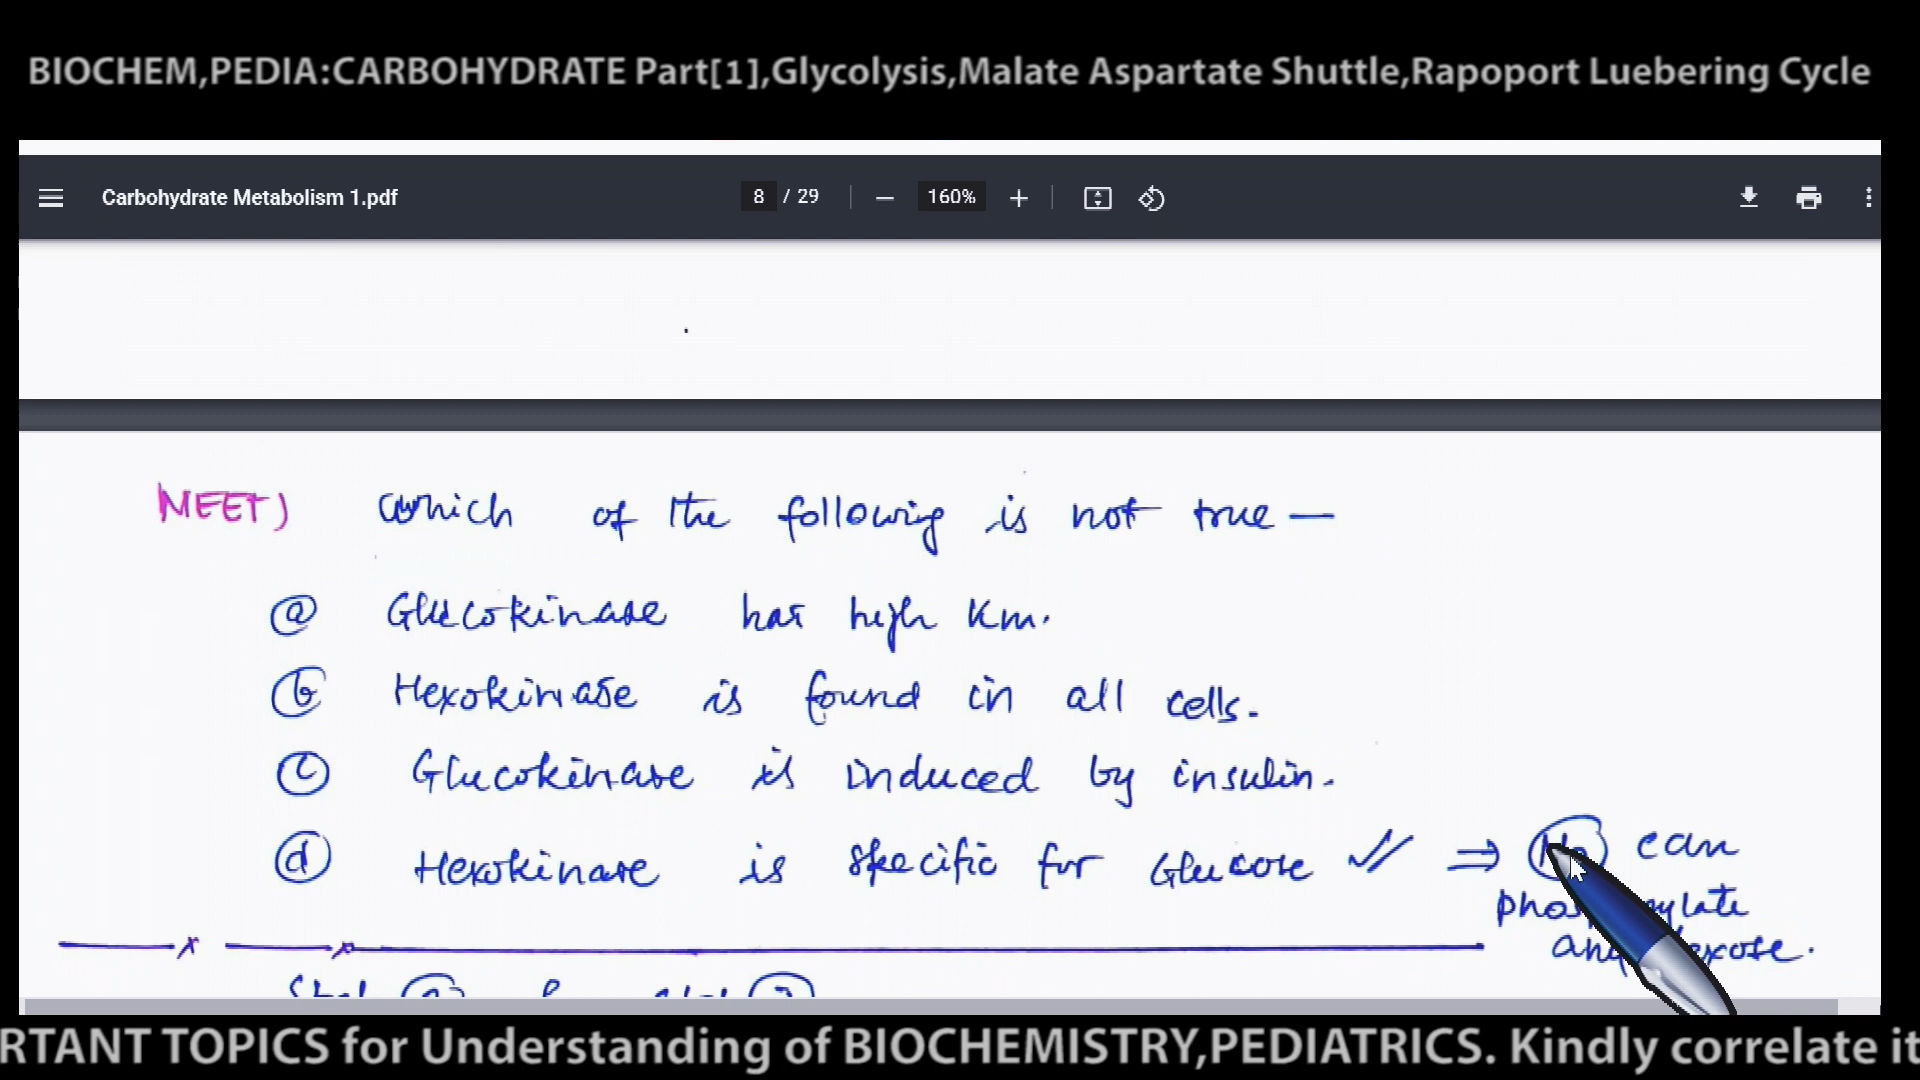 BIOCHEM,PEDIA:CARBOHYDRATE Part[1],Glycolysis,Malate Aspartate Shuttle,Rapoport Luebering Cycle
Carbohydrate Metabolism 1.pdf 8 / 29 160%
NEET) Which of the following is not true —
(a) Glucokinase has high Km.
(b) Hexokinase is found in all cells.
(c) Glucokinase is induced by insulin.
(d) Hexokinase is specific for Glucose ✓✓ ⇒ can
RTANT TOPICS for Understanding of BIOCHEMISTRY,PEDIATRICS. Kindly correlate it